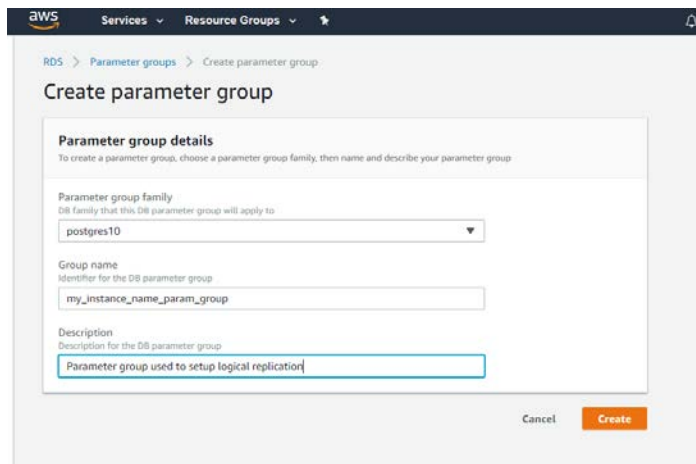 aws Services Resource Groups
RDS > Parameter groups > Create parameter group
Create parameter group
Parameter group details
To create a parameter group, choose a parameter group family, then name and describe your parameter group
Parameter group family
DB family that this DB parameter group will apply to
postgres10
Group name
Identifier for the DB parameter group
my_instance_name_param_group
Description
Description for the DB parameter group
Parameter group used to setup logical replication
Cancel Create